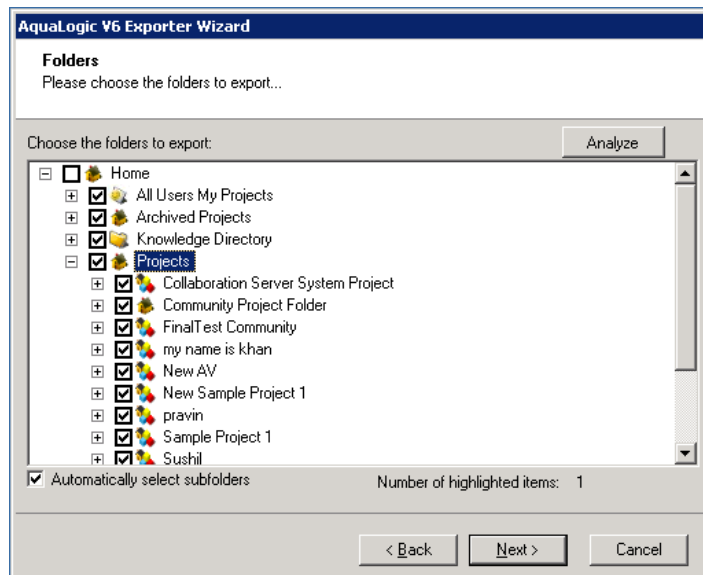 AquaLogic V6 Exporter Wizard
Folders
Please choose the folders to export...
Choose the folders to export:
Analyze
Home
All Users My Projects
Archived Projects
Knowledge Directory
Projects
Collaboration Server System Project
Community Project Folder
FinalTest Community
my name is khan
New AV
New Sample Project 1
pravin
Sample Project 1
Sushil
Automatically select subfolders
Number of highlighted items: 1
< Back
Next >
Cancel